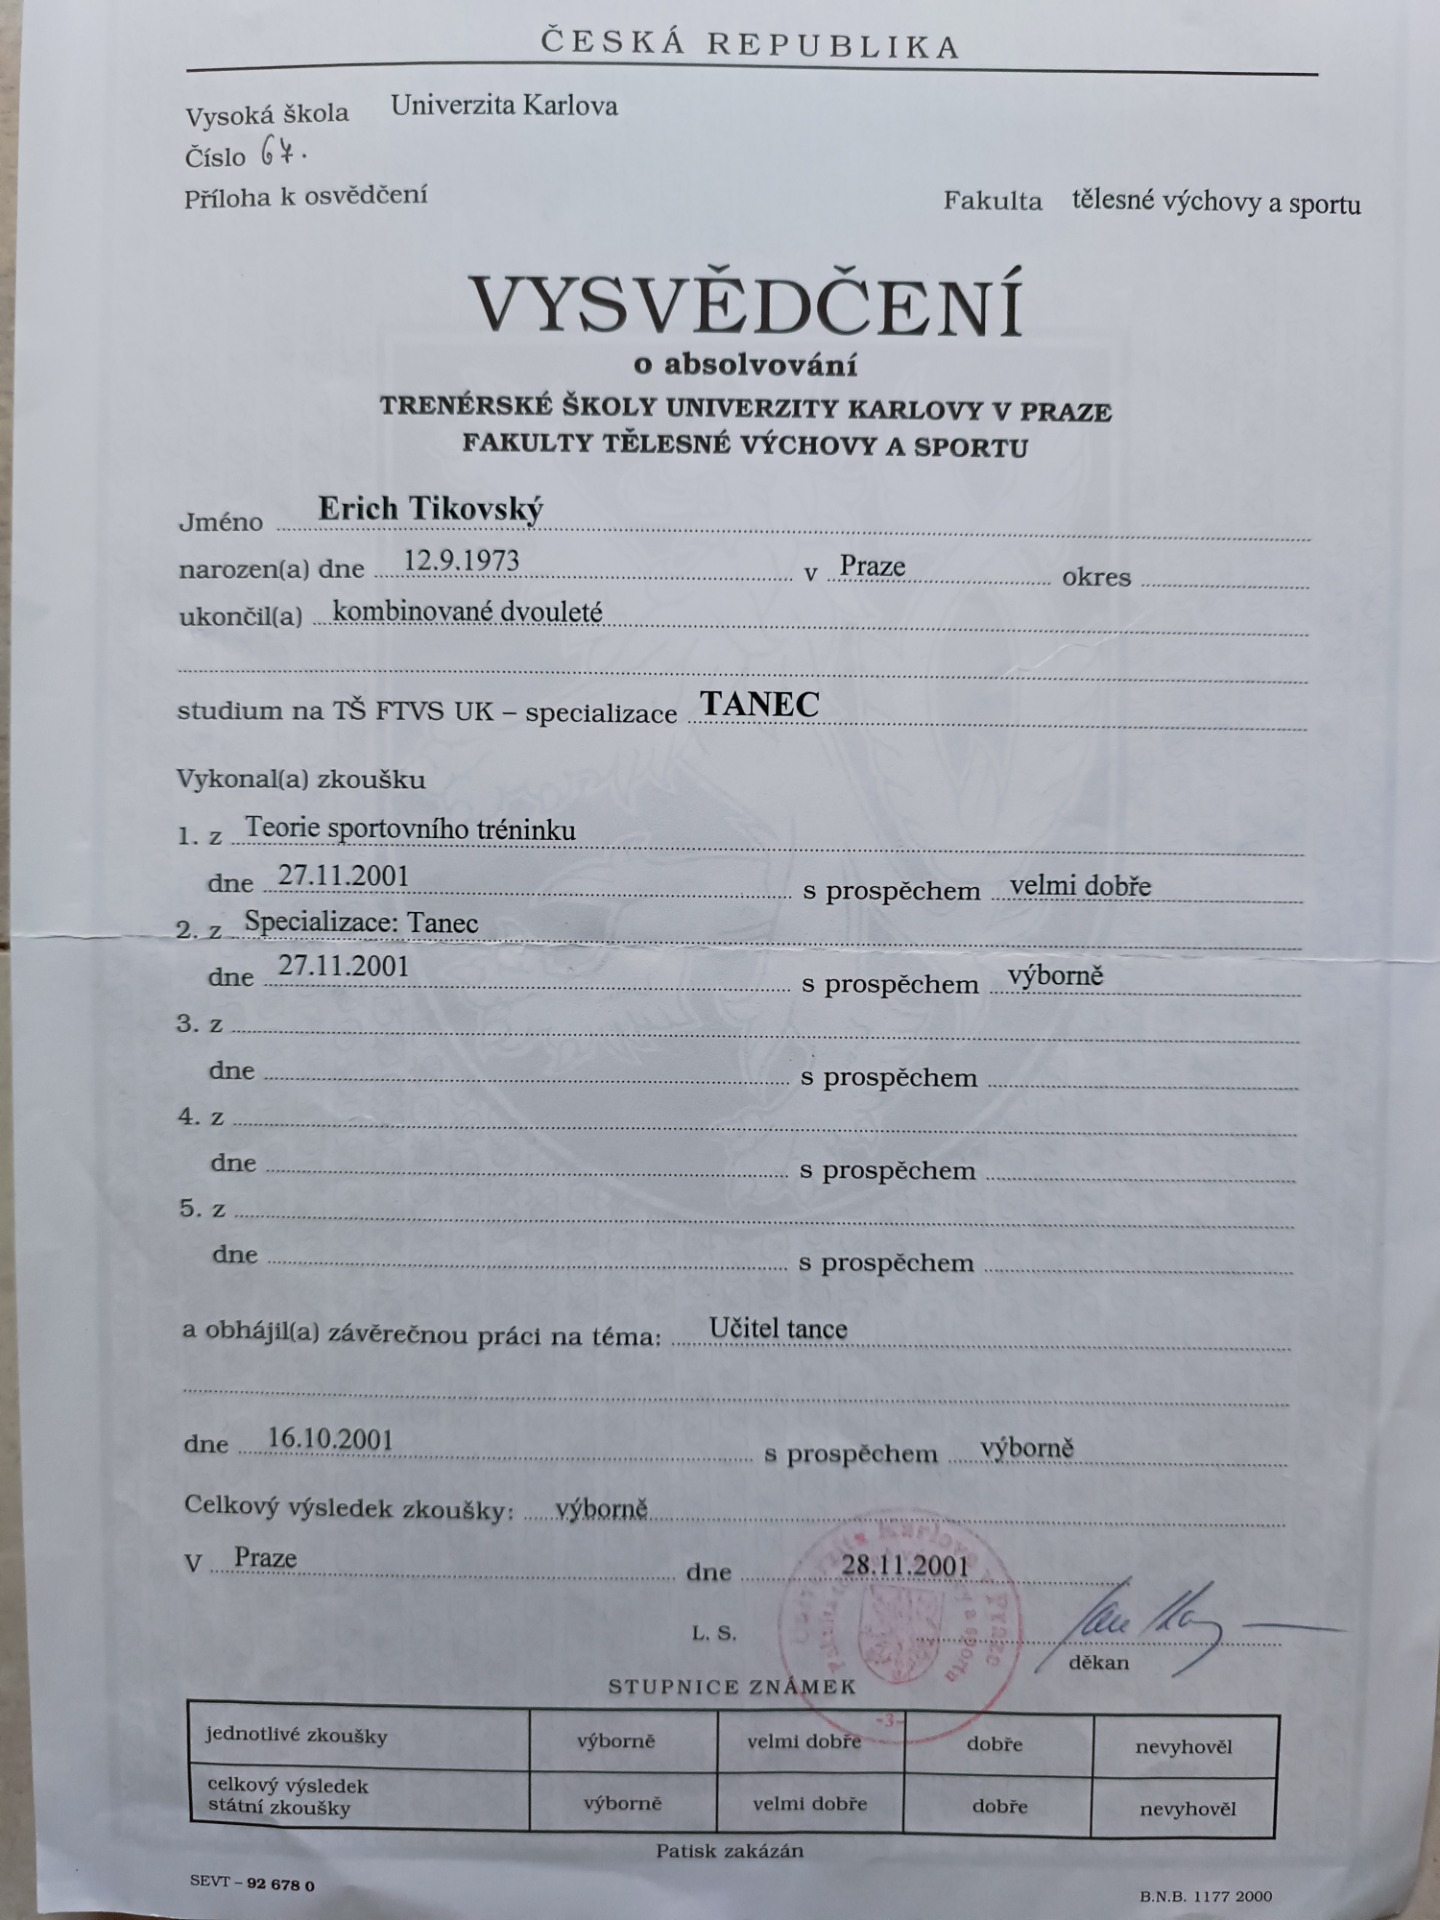 ČESKÁ REPUBLIKA
Vysoká škola Univerzita Karlova
Číslo 67.
Příloha k osvědčení Fakulta tělesné výchovy a sportu
VYSVĚDČENÍ
o absolvování
TRENÉRSKÉ ŠKOLY UNIVERZITY KARLOVY V PRAZE
FAKULTY TĚLESNÉ VÝCHOVY A SPORTU
Jméno Erich Tikovský
narozen(a) dne 12.9.1973 v Praze okres
ukončil(a) kombinované dvouleté
studium na TŠ FTVS UK – specializace TANEC
Vykonal(a) zkoušku
1. z Teorie sportovního tréninku
dne 27.11.2001 s prospěchem velmi dobře
2. z Specializace: Tanec
dne 27.11.2001 s prospěchem výborně
3. z
dne s prospěchem
4. z
dne s prospěchem
5. z
dne s prospěchem
a obhájil(a) závěrečnou práci na téma: Učitel tance
dne 16.10.2001 s prospěchem výborně
Celkový výsledek zkoušky: výborně
V Praze dne 28.11.2001
L. S.
děkan
STUPNICE ZNÁMEK
-3-
jednotlivé zkoušky výborně velmi dobře dobře nevyhověl
celkový výsledek
státní zkoušky výborně velmi dobře dobře nevyhověl
Patisk zakázán
SEVT – 92 678 0 B.N.B. 1177 2000